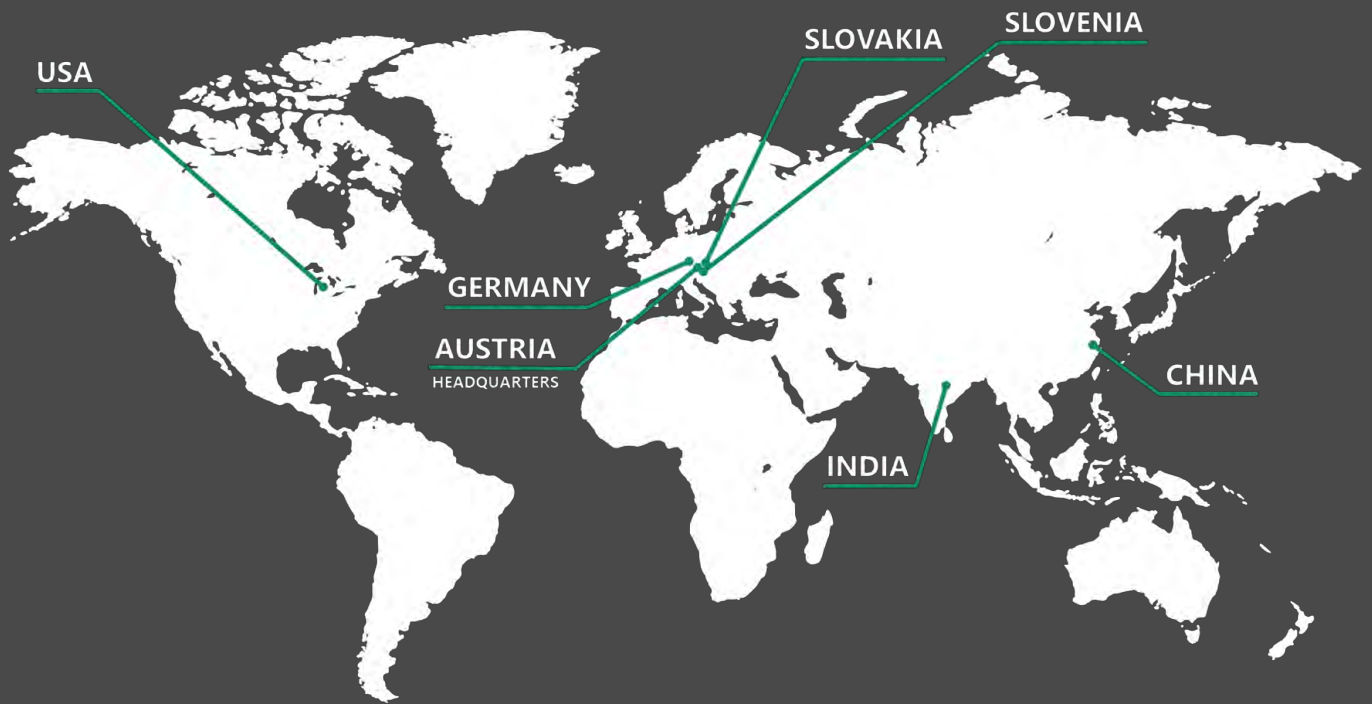 SLOVENIA
SLOVAKIA
USA
GERMANY
AUSTRIA
HEADQUARTERS
CHINA
INDIA